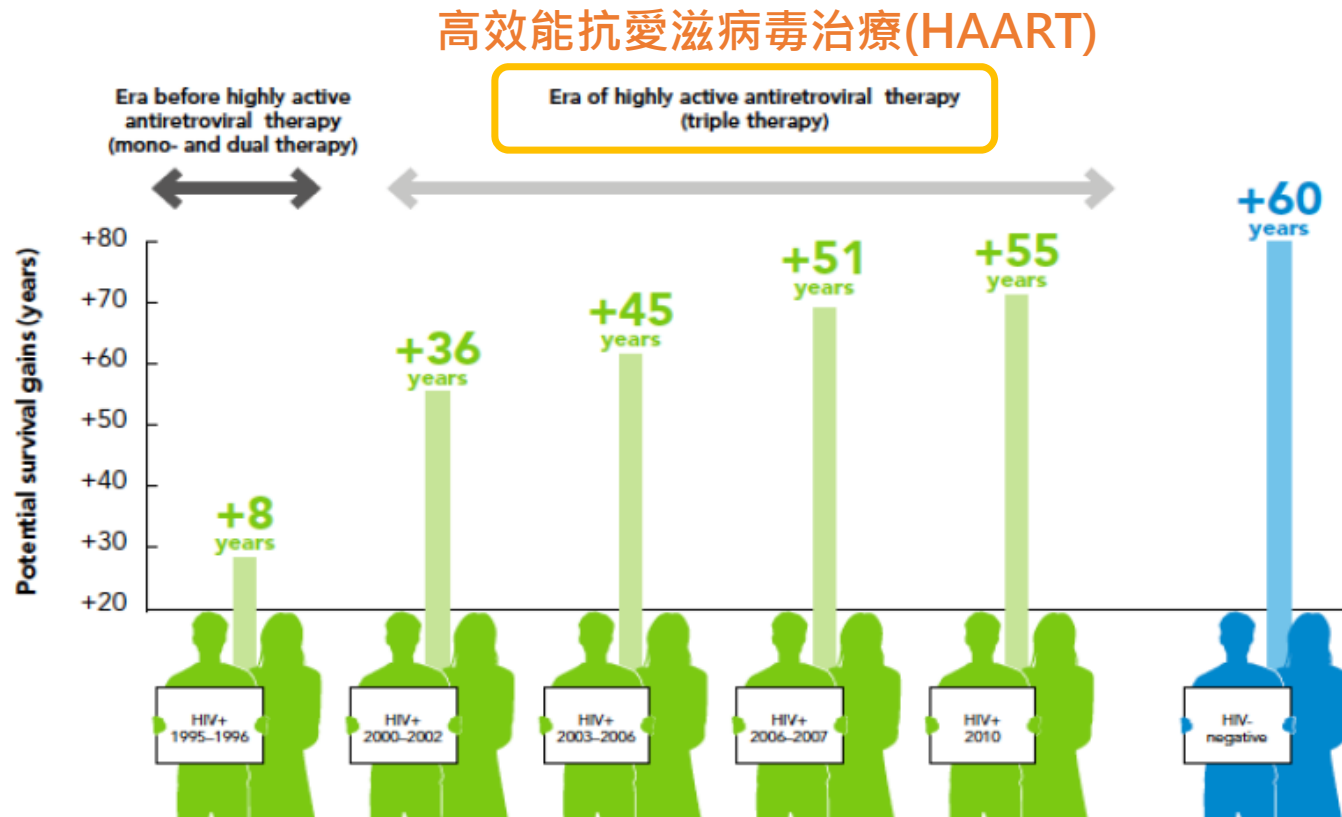 高效能抗愛滋病毒治療(HAART)
Era before highly active
antiretroviral therapy
(mono- and dual therapy)
Era of highly active antiretroviral therapy
(triple therapy)
Potential survival gains (years)
+80
+70
+60
+50
+40
+30
+20
+8
years
+36
years
+45
years
+51
years
+55
years
+60
years
HIV+
1995–1996
HIV+
2000–2002
HIV+
2003–2006
HIV+
2006–2007
HIV+
2010
HIV-
negative